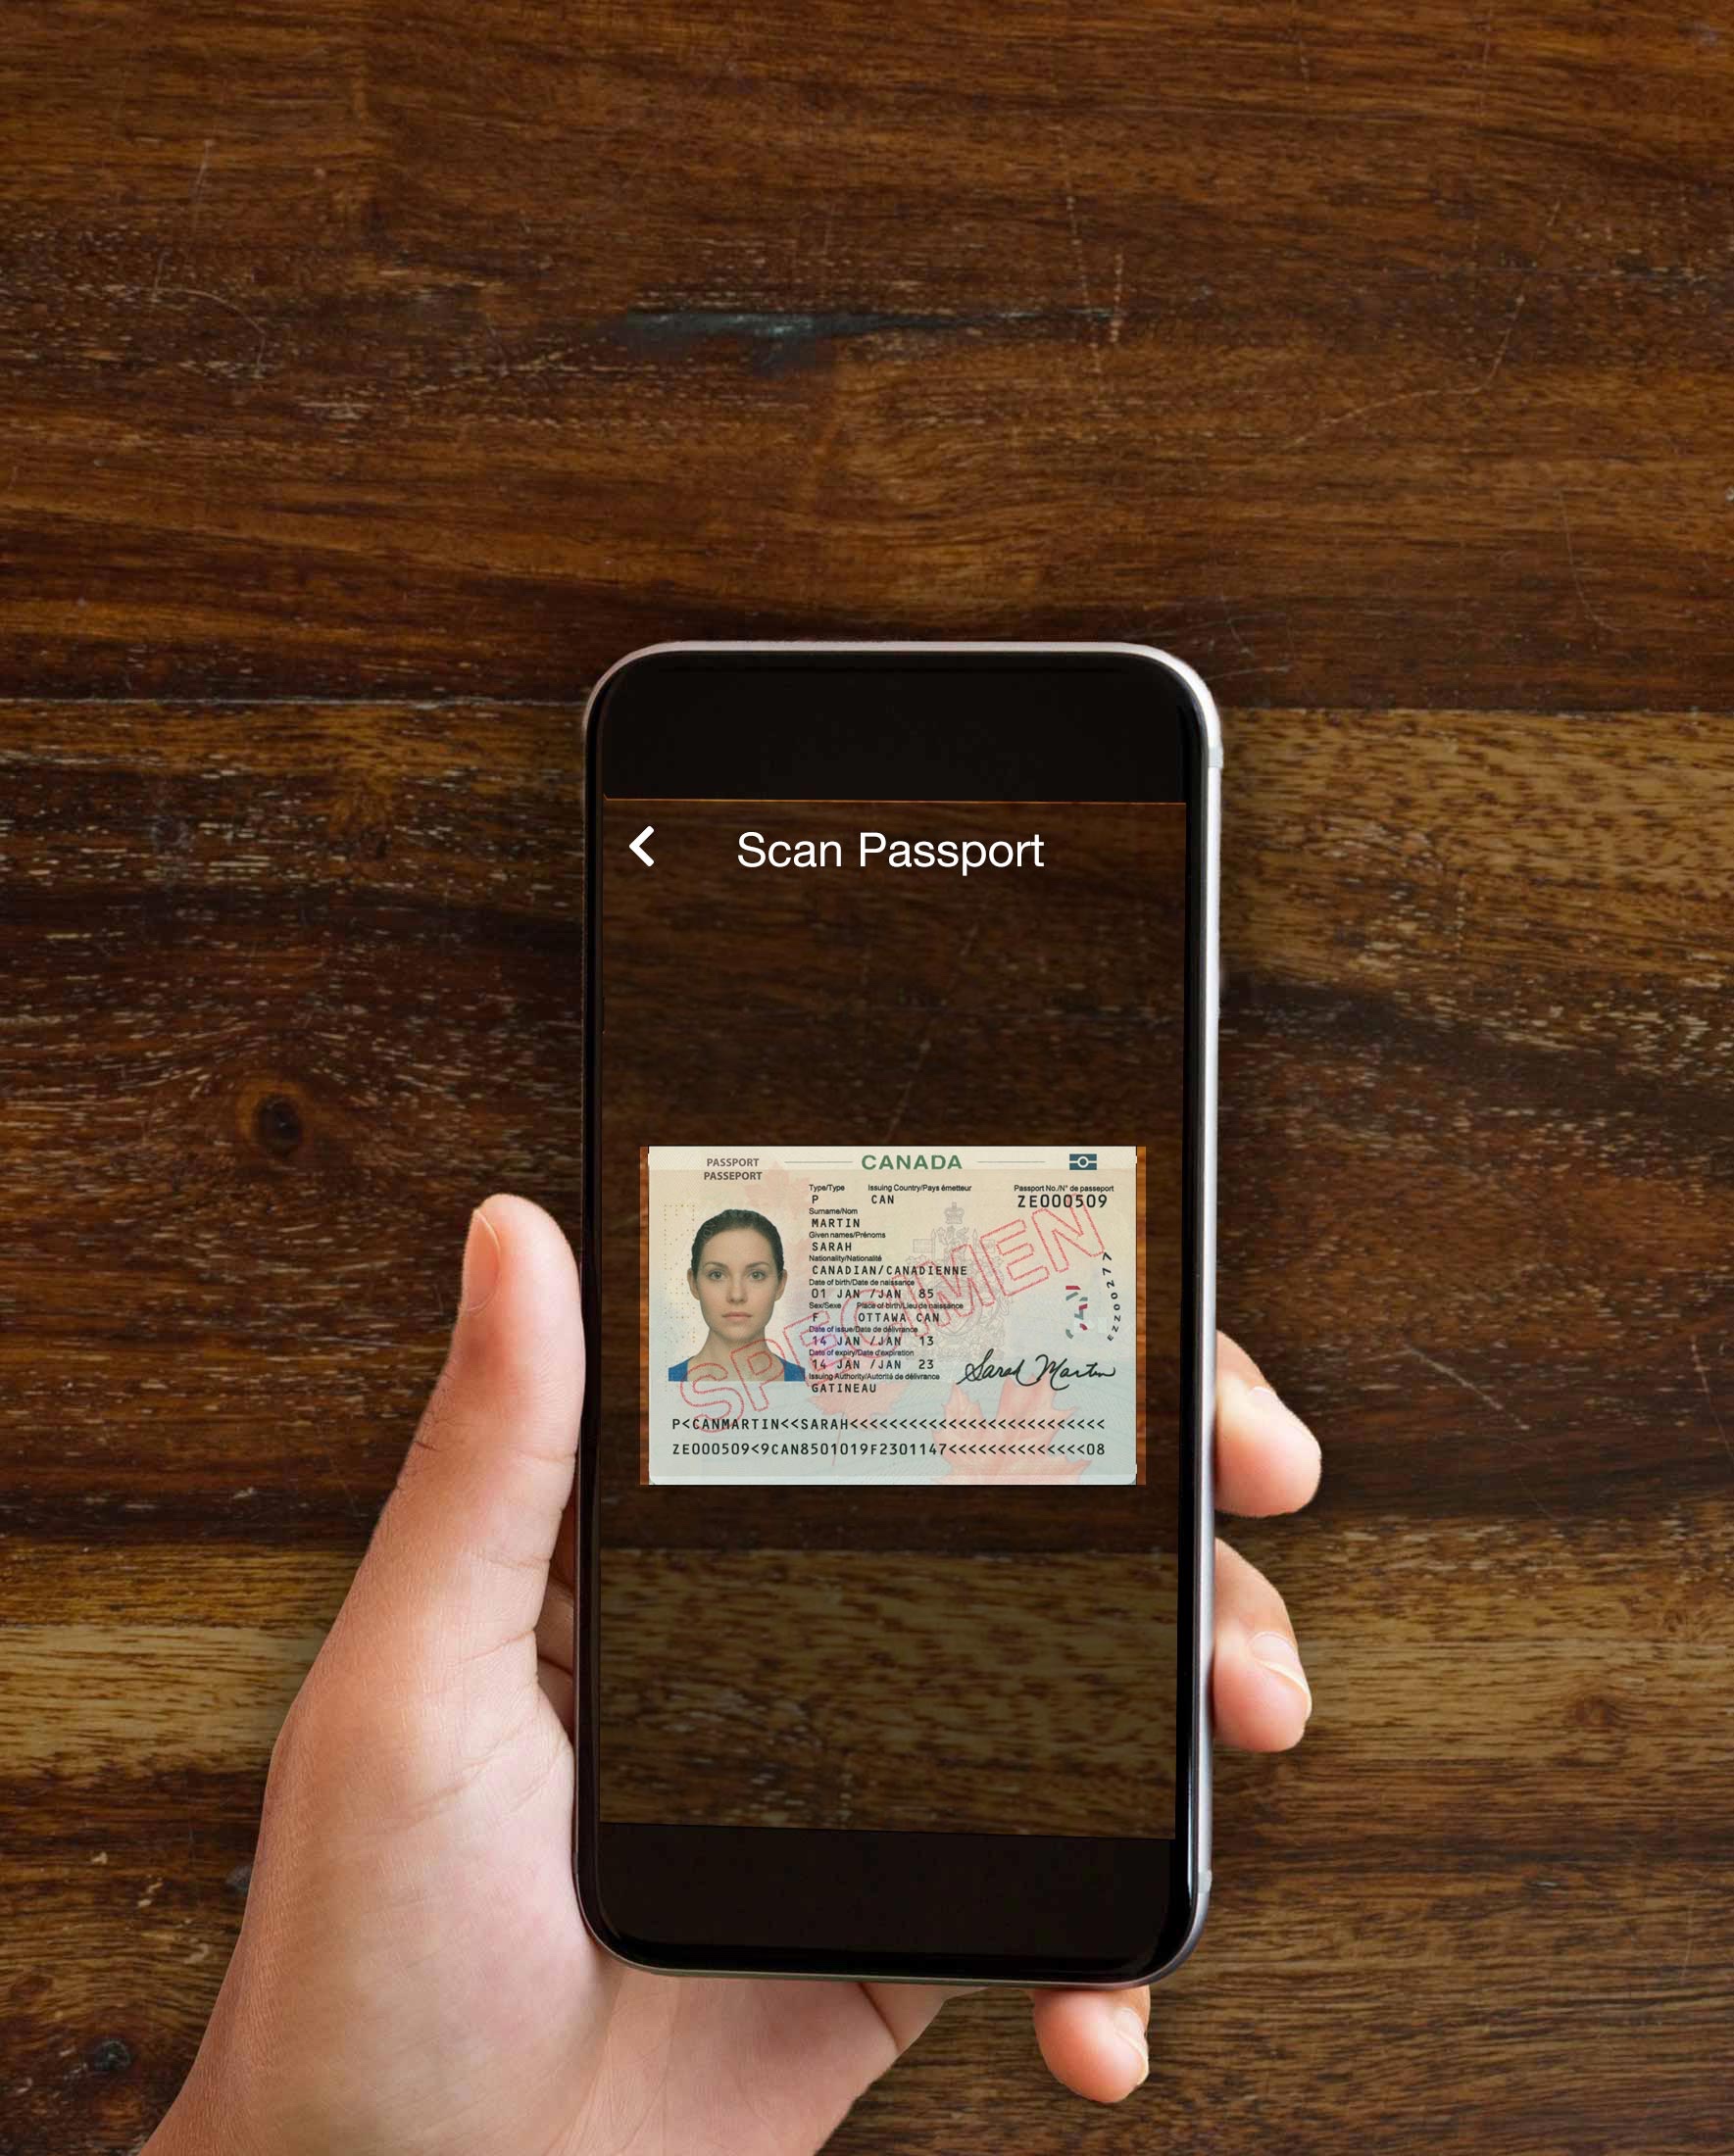 Scan Passport
PASSPORT
PASSEPORT
CANADA
Type/Type Issuing Country/Pays émetteur Passport No./N° de passeport
P CAN ZE000509
Surname/Nom
MARTIN
Given names/Prénoms
SARAH
Nationality/Nationalité
CANADIAN/CANADIENNE
Date of birth/Date de naissance
01 JAN /JAN 85
Sex/Sexe Place of birth/Lieu de naissance
F OTTAWA CAN
Date of issue/Date de délivrance
14 JAN /JAN 13
Date of expiry/Date d'expiration
14 JAN /JAN 23
Issuing Authority/Autorité de délivrance
GATINEAU
SPECIMEN
Sarah Martin
P<CANMARTIN<<SARAH<<<<<<<<<<<<<<<<<<<<<<<<<<
ZE000509<9CAN8501019F2301147<<<<<<<<<<<<<<08